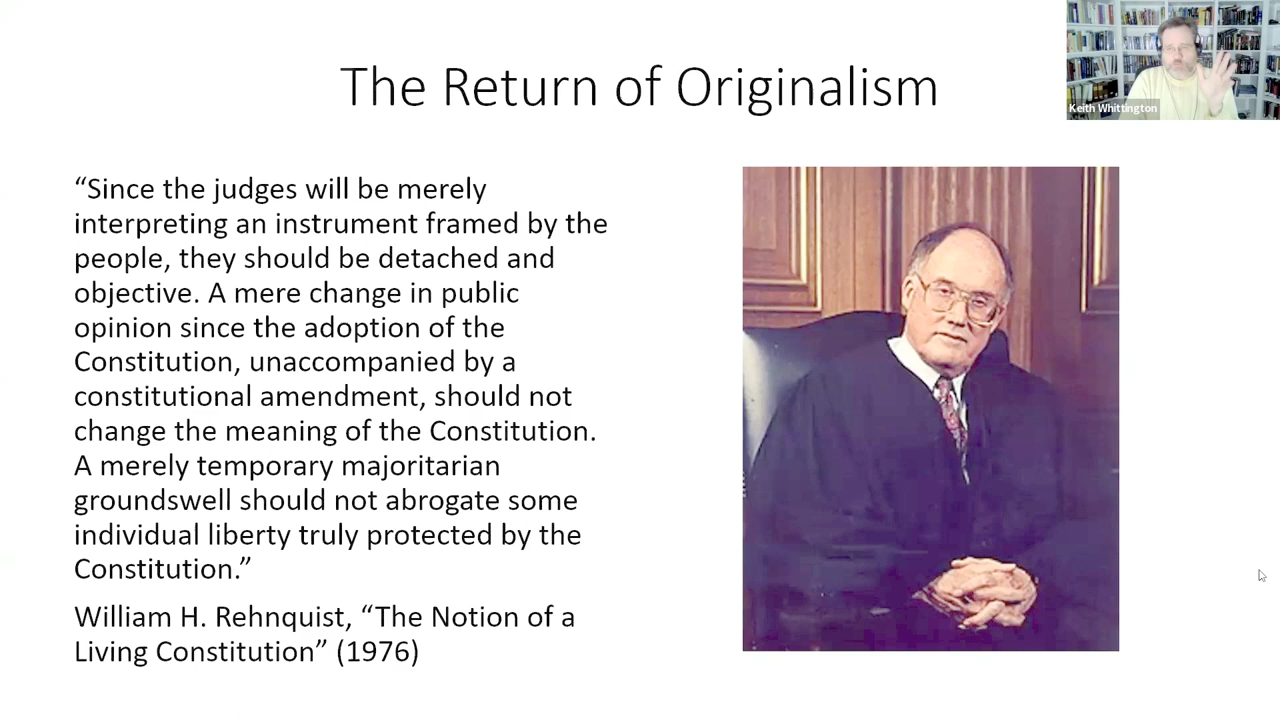 The Return of Originalism
Keith Whittington
“Since the judges will be merely
interpreting an instrument framed by the
people, they should be detached and
objective. A mere change in public
opinion since the adoption of the
Constitution, unaccompanied by a
constitutional amendment, should not
change the meaning of the Constitution.
A merely temporary majoritarian
groundswell should not abrogate some
individual liberty truly protected by the
Constitution.”
William H. Rehnquist, “The Notion of a
Living Constitution” (1976)